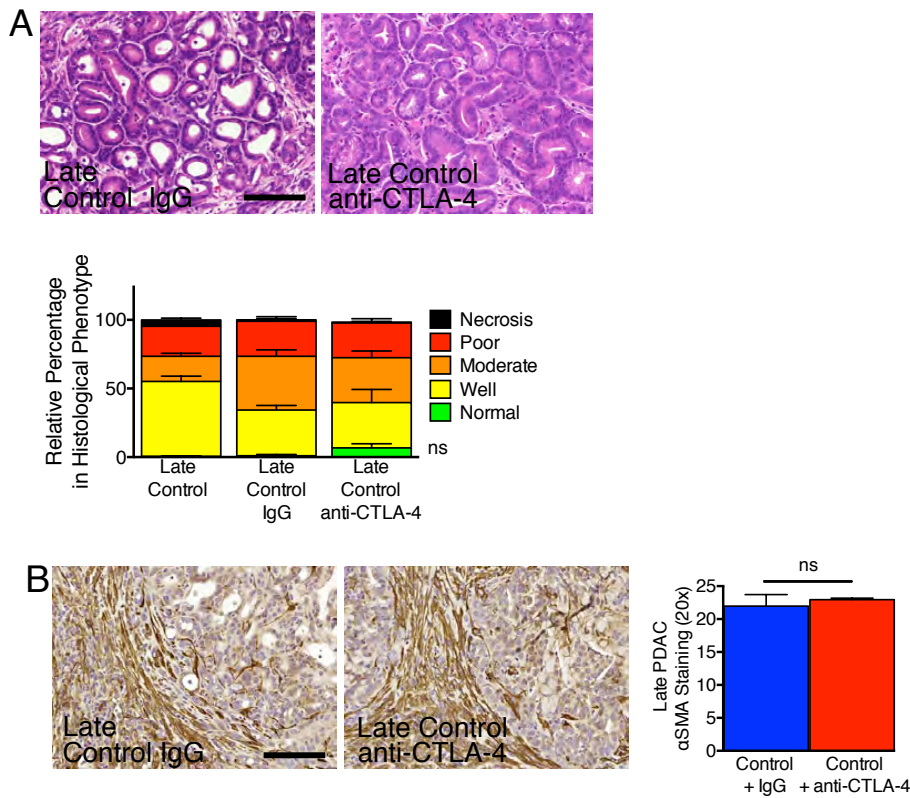 A
Late
Control IgG
Late Control
anti-CTLA-4
Relative Percentage
in Histological Phenotype
100
50
0
Late
Control
Late
Control
IgG
Late
Control
anti-CTLA-4
Necrosis
Poor
Moderate
Well
Normal
ns
B
Late
Control IgG
Late Control
anti-CTLA-4
Late PDAC
αSMA Staining (20x)
25
20
15
10
5
0
ns
Control
+ IgG
Control
+ anti-CTLA-4